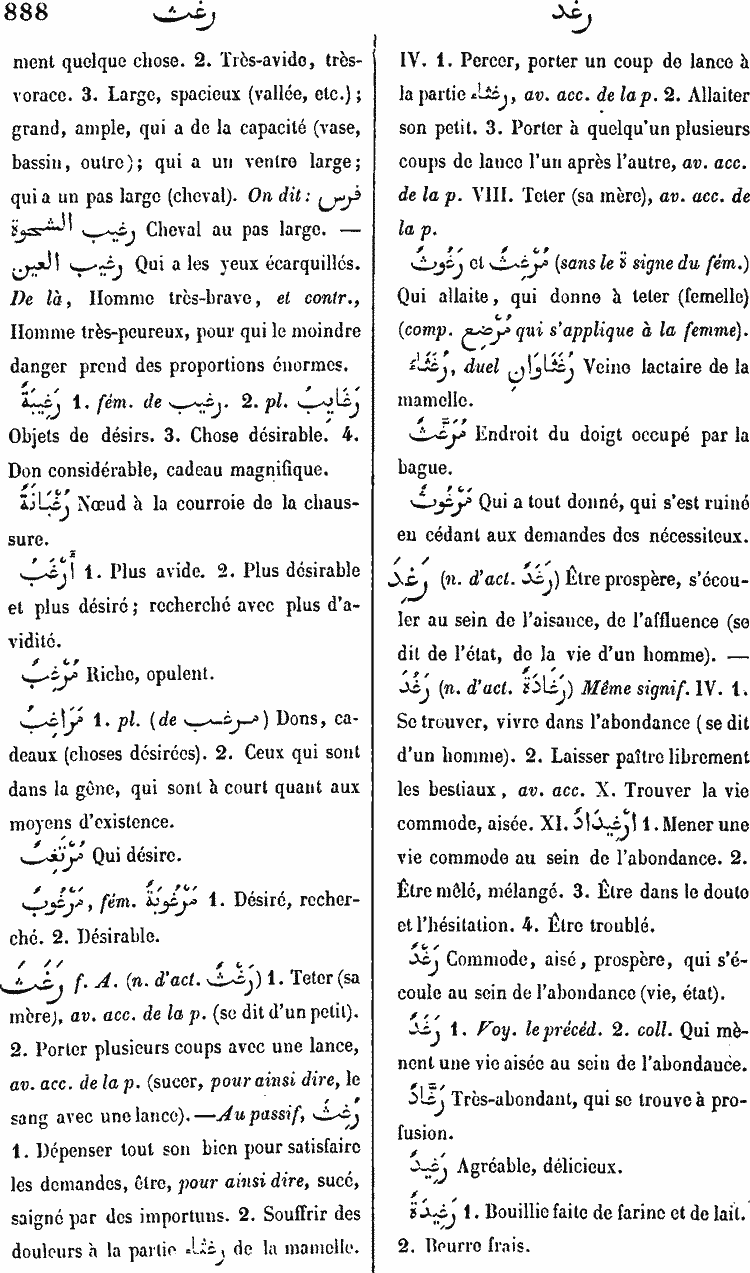 888 رغث رغد
ment quelque chose. 2. Très-avide, très-
vorace. 3. Large, spacieux (vallée, etc.);
grand, ample, qui a de la capacité (vase,
bassin, outre); qui a un ventre large;
qui a un pas large (cheval). On dit: فرس
رغيب الشحوة Cheval au pas large. —
رغيب العين Qui a les yeux écarquillés.
De là, Homme très-brave, et contr.,
Homme très-peureux, pour qui le moindre
danger prend des proportions énormes.
رَغِيبَةٌ 1. fém. de رغيب. 2. pl. رَغَايِبُ
Objets de désirs. 3. Chose désirable. 4.
Don considérable, cadeau magnifique.
رَغْبَانَةٌ Nœud à la courroie de la chaus-
sure.
أَرْغَبُ 1. Plus avide. 2. Plus désirable
et plus désiré; recherché avec plus d'a-
vidité.
مُرْغِبٌ Riche, opulent.
مَرَاغِبُ 1. pl. (de مرغب) Dons, ca-
deaux (choses désirées). 2. Ceux qui sont
dans la gêne, qui sont à court quant aux
moyens d'existence.
مُرْتَغِبٌ Qui désire.
مَرْغُوبٌ, fém. مَرْغُوبَةٌ 1. Désiré, recher-
ché. 2. Désirable.
رَغَثَ f. A. (n. d'act. رَغْثٌ) 1. Teter (sa
mère), av. acc. de la p. (se dit d'un petit).
2. Porter plusieurs coups avec une lance,
av. acc. de la p. (sucer, pour ainsi dire, le
sang avec une lance). — Au passif, رُغِثَ
1. Dépenser tout son bien pour satisfaire
les demandes, être, pour ainsi dire, sucé,
saigné par des importuns. 2. Souffrir des
douleurs à la partie رغثاء de la mamelle.
IV. 1. Percer, porter un coup de lance à
la partie رغثاء, av. acc. de la p. 2. Allaiter
son petit. 3. Porter à quelqu'un plusieurs
coups de lance l'un après l'autre, av. acc.
de la p. VIII. Teter (sa mère), av. acc. de
la p.
رَغُوثٌ et مُرْغِثٌ (sans le ة signe du fém.)
Qui allaite, qui donne à teter (femelle)
(comp. مُرْضِع qui s'applique à la femme).
رُغَثَاءُ, duel رُغَثَاوَانِ Veine lactaire de la
mamelle.
مُرَغَّثٌ Endroit du doigt occupé par la
bague.
مَرْغُوثٌ Qui a tout donné, qui s'est ruiné
en cédant aux demandes des nécessiteux.
رَغِدَ (n. d'act. رَغَدٌ) Être prospère, s'écou-
ler au sein de l'aisance, de l'affluence (se
dit de l'état, de la vie d'un homme). —
رَغُدَ (n. d'act. رَغَادَةٌ) Même signif. IV. 1.
Se trouver, vivre dans l'abondance (se dit
d'un homme). 2. Laisser paître librement
les bestiaux, av. acc. X. Trouver la vie
commode, aisée. XI. اِرْغِيدَادٌ 1. Mener une
vie commode au sein de l'abondance. 2.
Être mêlé, mélangé. 3. Être dans le doute
et l'hésitation. 4. Être troublé.
رَغْدٌ Commode, aisé, prospère, qui s'é-
coule au sein de l'abondance (vie, état).
رَغَدٌ 1. Voy. le précéd. 2. coll. Qui mè-
nent une vie aisée au sein de l'abondance.
رَغَّادٌ Très-abondant, qui se trouve à pro-
fusion.
رَغِيدٌ Agréable, délicieux.
رَغِيدَةٌ 1. Bouillie faite de farine et de lait.
2. Beurre frais.